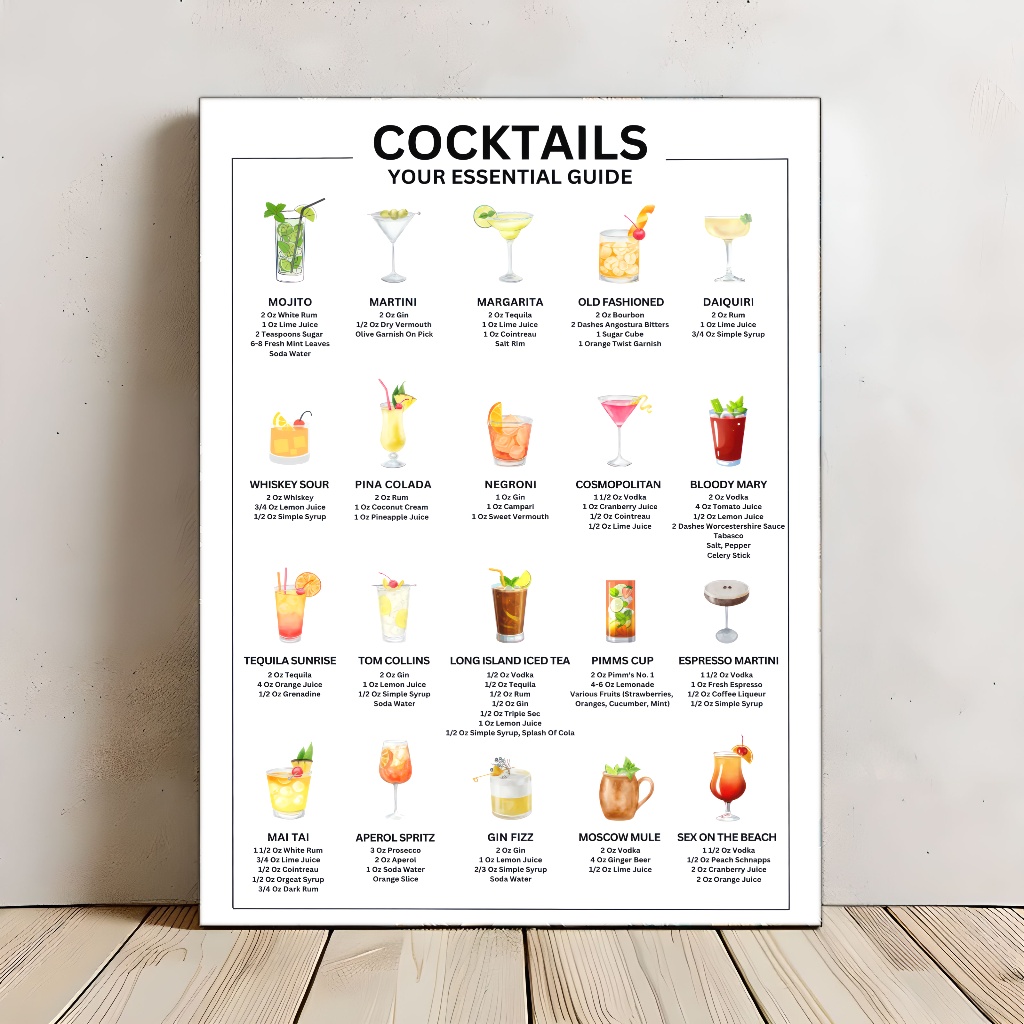 COCKTAILS
YOUR ESSENTIAL GUIDE
MOJITO
2 Oz White Rum
1 Oz Lime Juice
2 Teaspoons Sugar
6-8 Fresh Mint Leaves
Soda Water
MARTINI
2 Oz Gin
1/2 Oz Dry Vermouth
Olive Garnish On Pick
MARGARITA
2 Oz Tequila
1 Oz Lime Juice
1 Oz Cointreau
Salt Rim
OLD FASHIONED
2 Oz Bourbon
2 Dashes Angostura Bitters
1 Sugar Cube
1 Orange Twist Garnish
DAIQUIRI
2 Oz Rum
1 Oz Lime Juice
3/4 Oz Simple Syrup
WHISKEY SOUR
2 Oz Whiskey
3/4 Oz Lemon Juice
1/2 Oz Simple Syrup
PINA COLADA
2 Oz Rum
1 Oz Coconut Cream
1 Oz Pineapple Juice
NEGRONI
1 Oz Gin
1 Oz Campari
1 Oz Sweet Vermouth
COSMOPOLITAN
1 1/2 Oz Vodka
1 Oz Cranberry Juice
1/2 Oz Cointreau
1/2 Oz Lime Juice
BLOODY MARY
2 Oz Vodka
4 Oz Tomato Juice
1/2 Oz Lemon Juice
2 Dashes Worcestershire Sauce
Tabasco
Salt, Pepper
Celery Stick
TEQUILA SUNRISE
2 Oz Tequila
4 Oz Orange Juice
1/2 Oz Grenadine
TOM COLLINS
2 Oz Gin
1 Oz Lemon Juice
1/2 Oz Simple Syrup
Soda Water
LONG ISLAND ICED TEA
1/2 Oz Vodka
1/2 Oz Tequila
1/2 Oz Rum
1/2 Oz Gin
1/2 Oz Triple Sec
1 Oz Lemon Juice
1/2 Oz Simple Syrup, Splash Of Cola
PIMMS CUP
2 Oz Pimm's No. 1
4-6 Oz Lemonade
Various Fruits (Strawberries,
Oranges, Cucumber, Mint)
ESPRESSO MARTINI
1 1/2 Oz Vodka
1 Oz Fresh Espresso
1/2 Oz Coffee Liqueur
1/2 Oz Simple Syrup
MAI TAI
1 1/2 Oz White Rum
3/4 Oz Lime Juice
1/2 Oz Cointreau
1/2 Oz Orgeat Syrup
3/4 Oz Dark Rum
APEROL SPRITZ
3 Oz Prosecco
2 Oz Aperol
1 Oz Soda Water
Orange Slice
GIN FIZZ
2 Oz Gin
1 Oz Lemon Juice
2/3 Oz Simple Syrup
Soda Water
MOSCOW MULE
2 Oz Vodka
4 Oz Ginger Beer
1/2 Oz Lime Juice
SEX ON THE BEACH
1 1/2 Oz Vodka
1/2 Oz Peach Schnapps
2 Oz Cranberry Juice
2 Oz Orange Juice